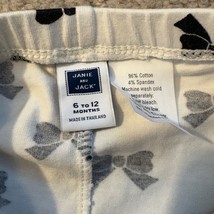 JANIE
AND
JACK
6 TO 12
MONTHS
MADE IN THAILAND
96% Cotton
4% Spandex
Machine wash cold
separately.
bleach.